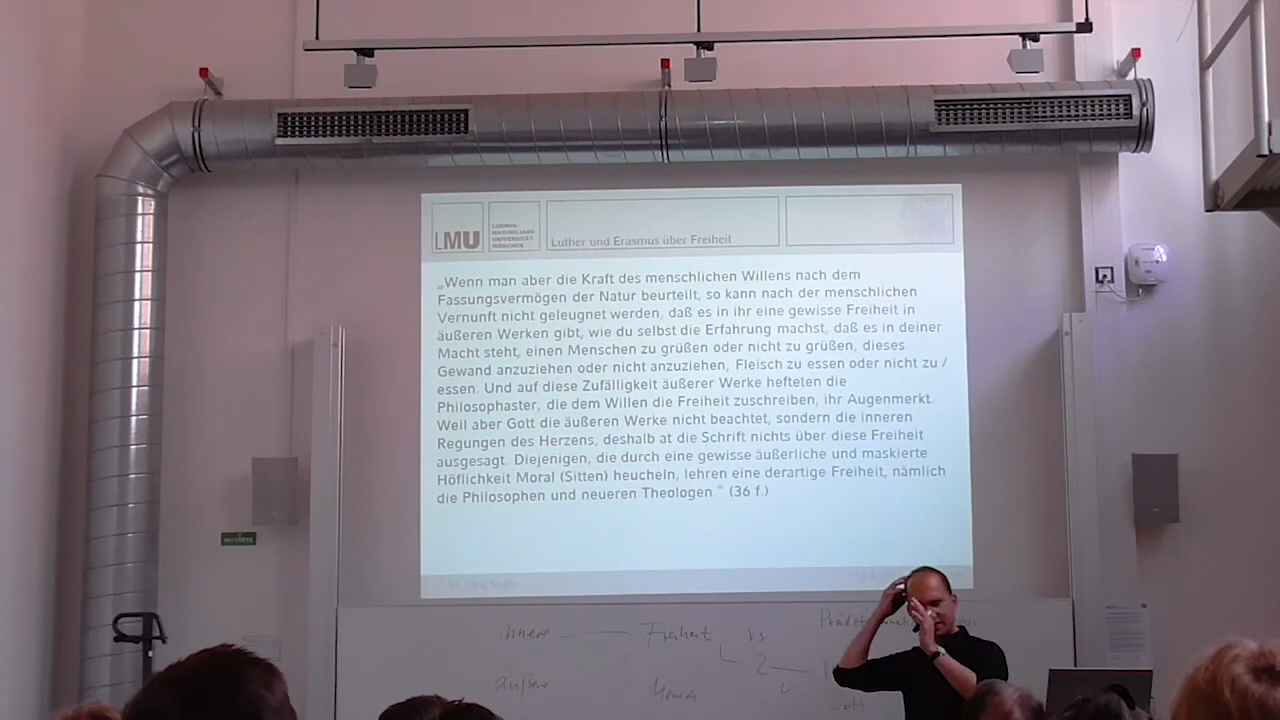 LMU
LUDWIG-
MAXIMILIANS-
UNIVERSITÄT
MÜNCHEN
Luther und Erasmus über Freiheit
„Wenn man aber die Kraft des menschlichen Willens nach dem
Fassungsvermögen der Natur beurteilt, so kann nach der menschlichen
Vernunft nicht geleugnet werden, daß es in ihr eine gewisse Freiheit in
äußeren Werken gibt, wie du selbst die Erfahrung machst, daß es in deiner
Macht steht, einen Menschen zu grüßen oder nicht zu grüßen, dieses
Gewand anzuziehen oder nicht anzuziehen, Fleisch zu essen oder nicht zu /
essen. Und auf diese Zufälligkeit äußerer Werke hefteten die
Philosophaster, die dem Willen die Freiheit zuschreiben, ihr Augenmerkt.
Weil aber Gott die äußeren Werke nicht beachtet, sondern die inneren
Regungen des Herzens, deshalb at die Schrift nichts über diese Freiheit
ausgesagt. Diejenigen, die durch eine gewisse äußerliche und maskierte
Höflichkeit Moral (Sitten) heucheln, lehren eine derartige Freiheit, nämlich
die Philosophen und neueren Theologen " (36 f.)
innere Freiheit vs
äußere